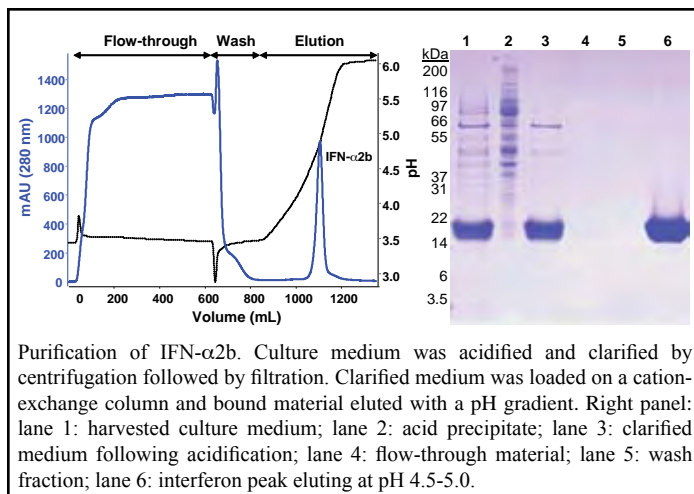 Flow-through Wash Elution
1400
1200
1000
800
600
400
200
0
mAU (280 nm)
6.0
5.5
5.0
4.5
4.0
3.5
3.0
pH
IFN-α2b
0 200 400 600 800 1000 1200
Volume (mL)
1 2 3 4 5 6
kDa
200
116
97
66
55
37
31
22
14
6
3.5
Purification of IFN-α2b. Culture medium was acidified and clarified by
centrifugation followed by filtration. Clarified medium was loaded on a cation-
exchange column and bound material eluted with a pH gradient. Right panel:
lane 1: harvested culture medium; lane 2: acid precipitate; lane 3: clarified
medium following acidification; lane 4: flow-through material; lane 5: wash
fraction; lane 6: interferon peak eluting at pH 4.5-5.0.